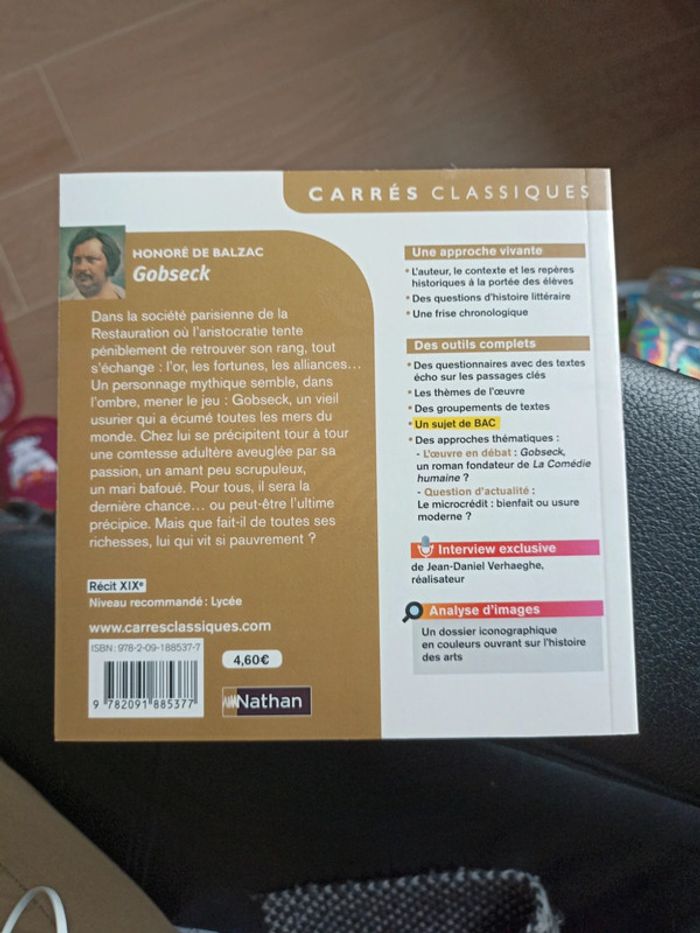 CARRÉS CLASSIQUES
HONORÉ DE BALZAC
Gobseck
Dans la société parisienne de la
Restauration où l'aristocratie tente
péniblement de retrouver son rang, tout
s'échange : l'or, les fortunes, les alliances...
Un personnage mythique semble, dans
l'ombre, mener le jeu : Gobseck, un vieil
usurier qui a écumé toutes les mers du
monde. Chez lui se précipitent tour à tour
une comtesse adultère aveuglée par sa
passion, un amant peu scrupuleux,
un mari bafoué. Pour tous, il sera la
dernière chance... ou peut-être l'ultime
précipice. Mais que fait-il de toutes ses
richesses, lui qui vit si pauvrement ?
Récit XIXe
Niveau recommandé : Lycée
www.carresclassiques.com
ISBN : 978-2-09-188537-7
9 782091 885377
4,60€
Nathan
Une approche vivante
• L'auteur, le contexte et les repères
historiques à la portée des élèves
• Des questions d'histoire littéraire
• Une frise chronologique
Des outils complets
• Des questionnaires avec des textes
écho sur les passages clés
• Les thèmes de l'œuvre
• Des groupements de textes
• Un sujet de BAC
• Des approches thématiques :
- L'œuvre en débat : Gobseck,
un roman fondateur de La Comédie
humaine ?
- Question d'actualité :
Le microcrédit : bienfait ou usure
moderne ?
Interview exclusive
de Jean-Daniel Verhaeghe,
réalisateur
Analyse d'images
Un dossier iconographique
en couleurs ouvrant sur l'histoire
des arts